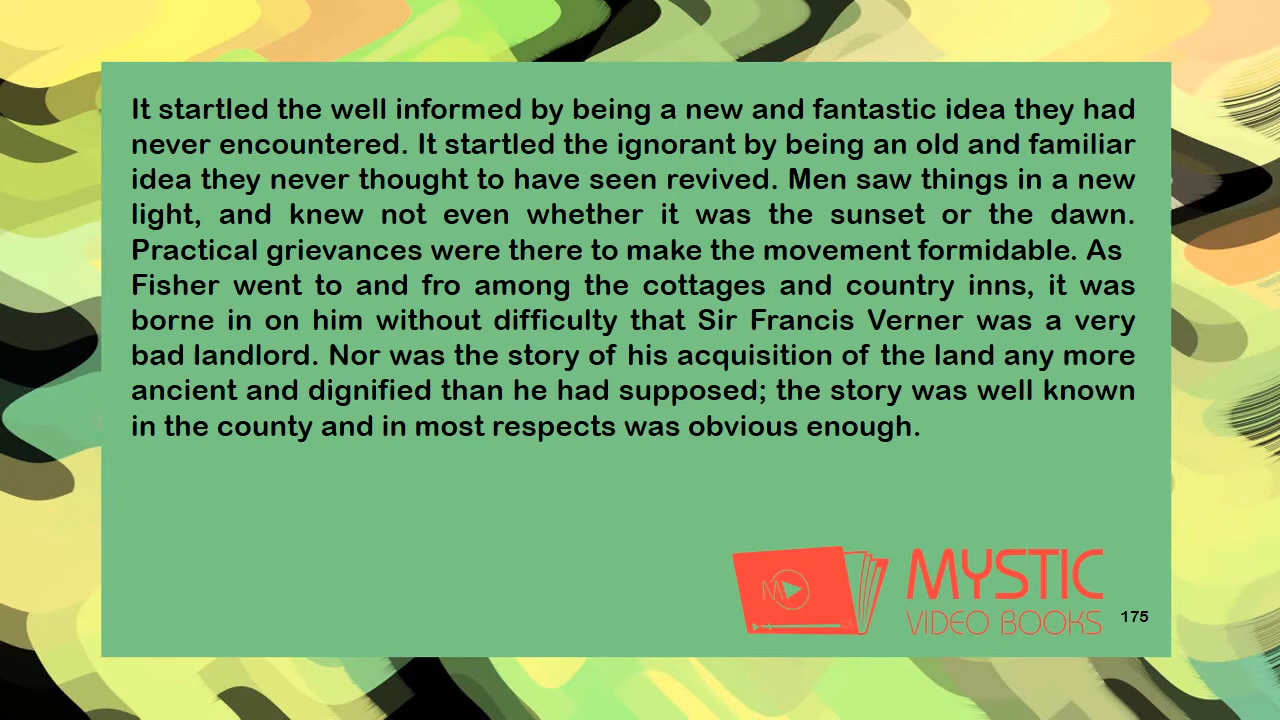 It startled the well informed by being a new and fantastic idea they had
never encountered. It startled the ignorant by being an old and familiar
idea they never thought to have seen revived. Men saw things in a new
light, and knew not even whether it was the sunset or the dawn.
Practical grievances were there to make the movement formidable. As
Fisher went to and fro among the cottages and country inns, it was
borne in on him without difficulty that Sir Francis Verner was a very
bad landlord. Nor was the story of his acquisition of the land any more
ancient and dignified than he had supposed; the story was well known
in the county and in most respects was obvious enough.
M
MYSTIC
VIDEO BOOKS
175